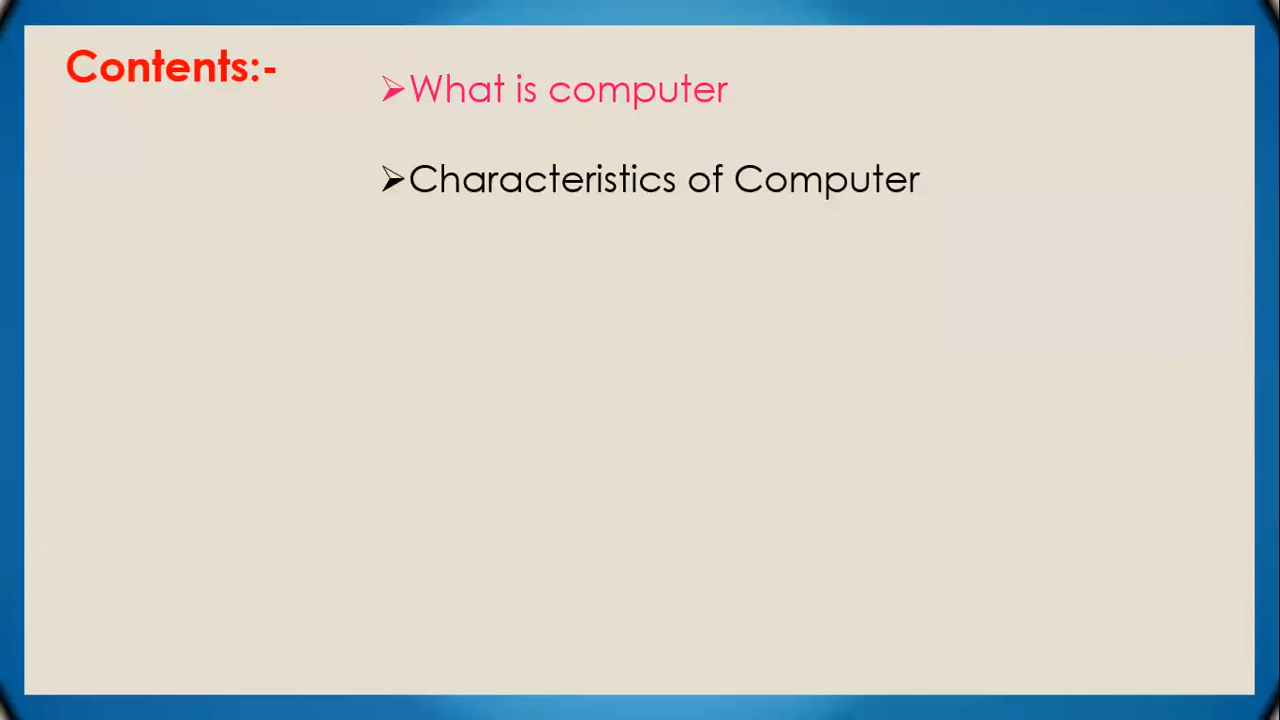 Contents:-
➢What is computer
➢Characteristics of Computer